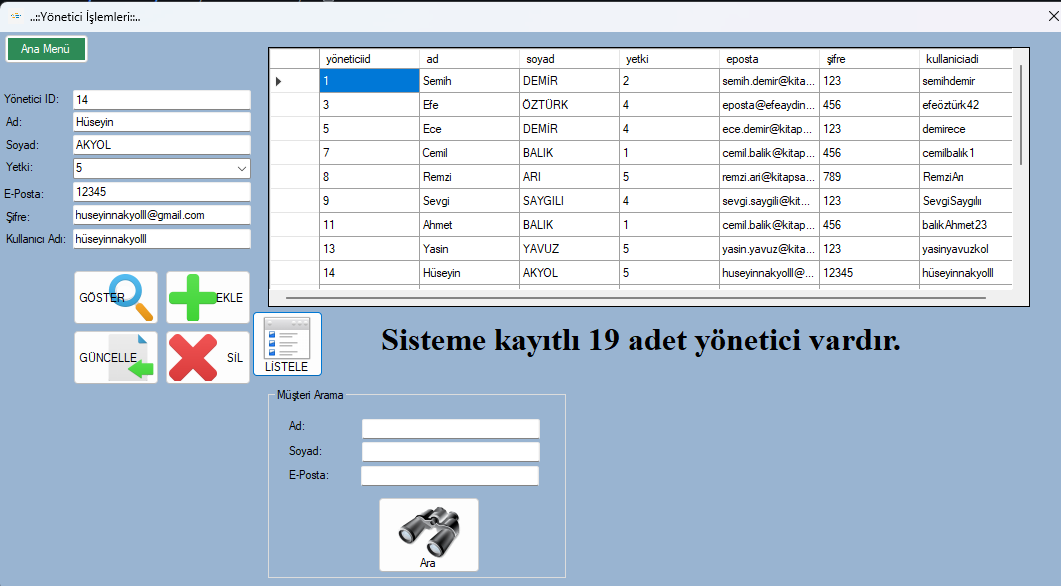 ..::Yönetici İşlemleri::..
Ana Menü
Yönetici ID: 14
Ad: Hüseyin
Soyad: AKYOL
Yetki: 5
E-Posta: 12345
Şifre: huseyinnakyolll@gmail.com
Kullanıcı Adı: hüseyinnakyolll
GÖSTER
EKLE
GÜNCELLE
SİL
LİSTELE
yöneticiid ad soyad yetki eposta şifre kullaniciadi
1 Semih DEMİR 2 semih.demir@kita... 123 semihdemir
3 Efe ÖZTÜRK 4 eposta@efeaydin... 456 efeöztürk42
5 Ece DEMİR 4 ece.demir@kitap... 123 demirece
7 Cemil BALIK 1 cemil.balik@kitap... 456 cemilbalık1
8 Remzi ARI 5 remzi.ari@kitapsa... 789 RemziArı
9 Sevgi SAYGILI 4 sevgi.saygili@kit... 123 SevgiSaygılıı
11 Ahmet BALIK 1 cemil.balik@kitap... 456 balıkAhmet23
13 Yasin YAVUZ 5 yasin.yavuz@kita... 123 yasinyavuzkol
14 Hüseyin AKYOL 5 huseyinnakyolll@... 12345 hüseyinnakyolll
Sisteme kayıtlı 19 adet yönetici vardır.
Müşteri Arama
Ad:
Soyad:
E-Posta:
Ara